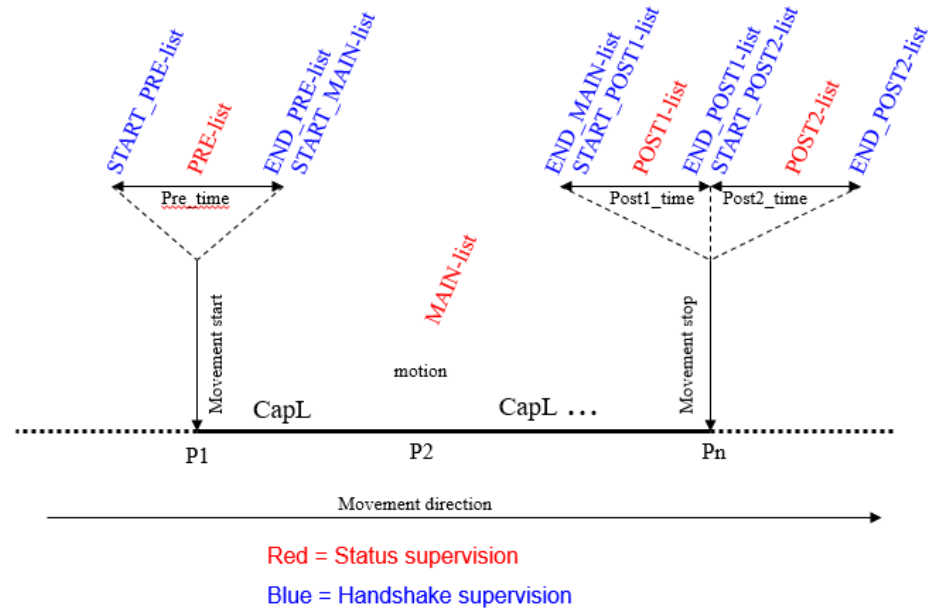 START_PRE-list
PRE-list
END_PRE-list
START_MAIN-list
END_MAIN-list
START_POST1-list
POST1-list
END_POST1-list
START_POST2-list
POST2-list
END_POST2-list
Pre_time
Post1_time
Post2_time
MAIN-list
Movement start
Movement stop
motion
CapL
CapL ...
P1
P2
Pn
Movement direction
Red = Status supervision
Blue = Handshake supervision